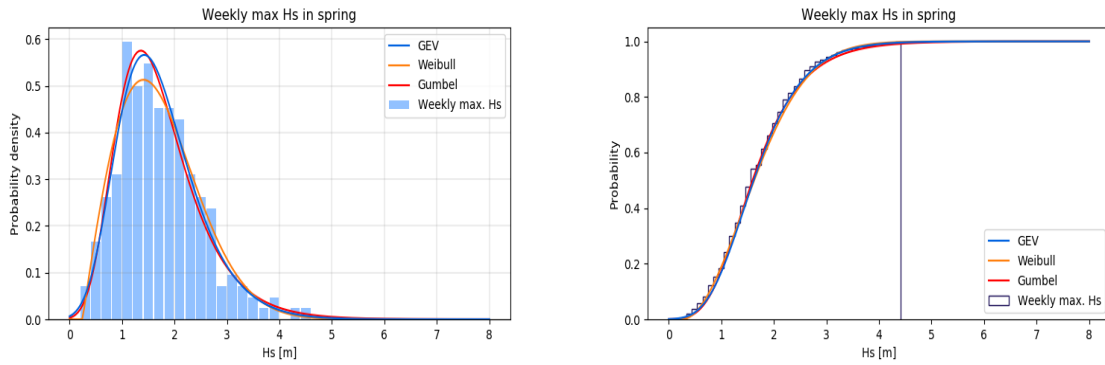 Weekly max Hs in spring
0.6
0.5
0.4
0.3
0.2
0.1
0.0
Probability density
GEV
Weibull
Gumbel
Weekly max. Hs
0 1 2 3 4 5 6 7 8
Hs [m]
Weekly max Hs in spring
1.0
0.8
0.6
0.4
0.2
0.0
Probability
GEV
Weibull
Gumbel
Weekly max. Hs
0 1 2 3 4 5 6 7 8
Hs [m]